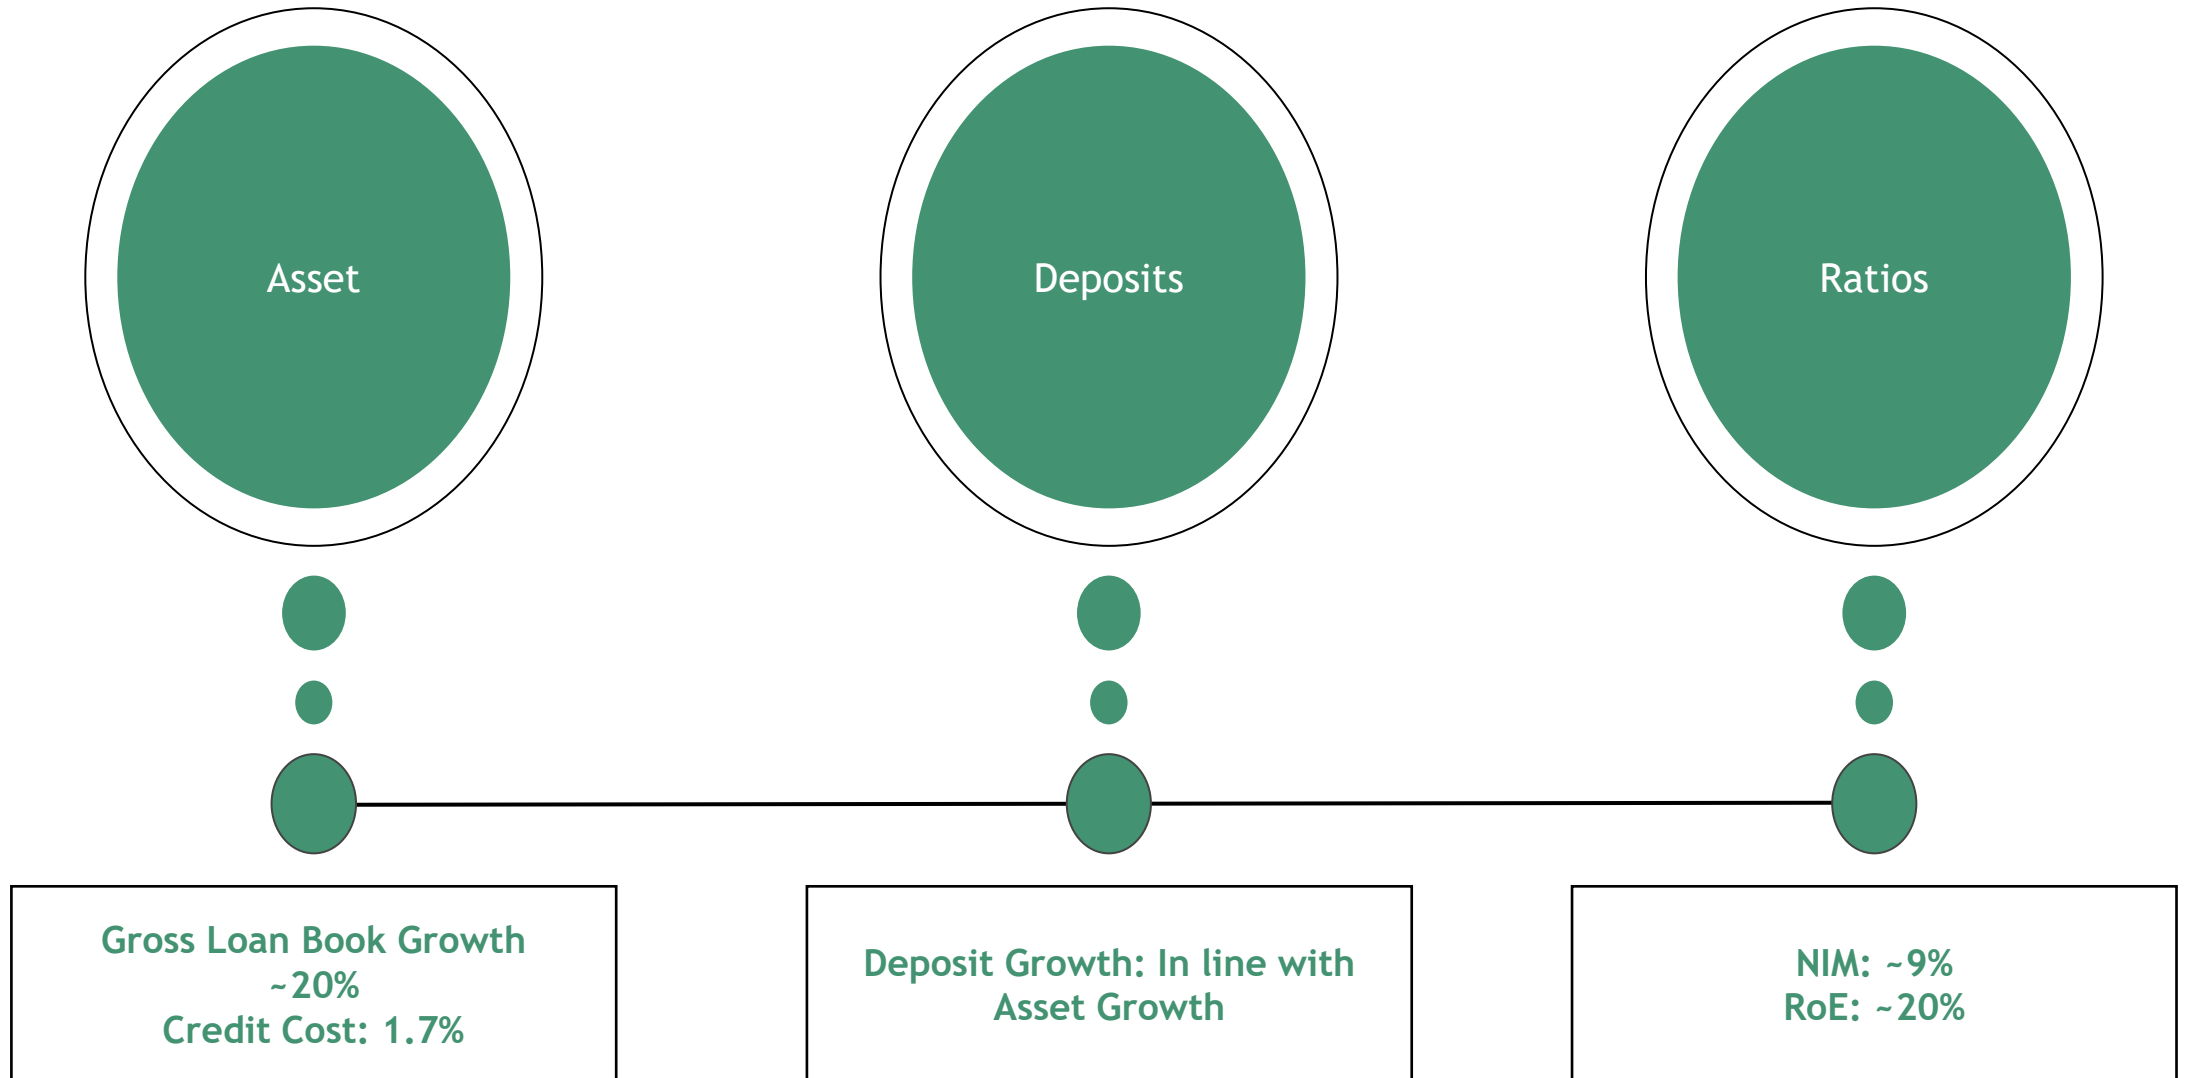 Asset
Deposits
Ratios
Gross Loan Book Growth
~20%
Credit Cost: 1.7%
Deposit Growth: In line with
Asset Growth
NIM: ~9%
RoE: ~20%